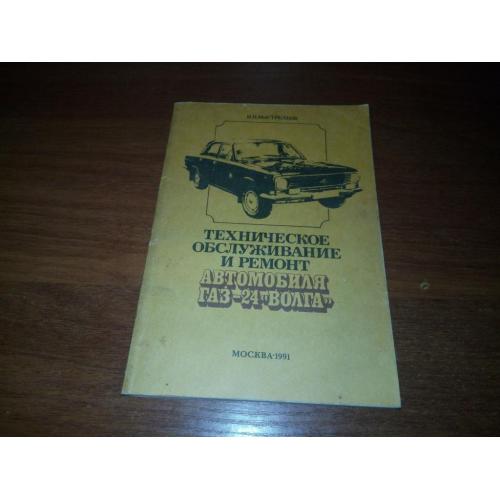 ТЕХНИЧЕСКОЕ
ОБСЛУЖИВАНИЕ
И РЕМОНТ
АВТОМОБИЛЯ
ГАЗ-24 "ВОЛГА"
МОСКВА·1991